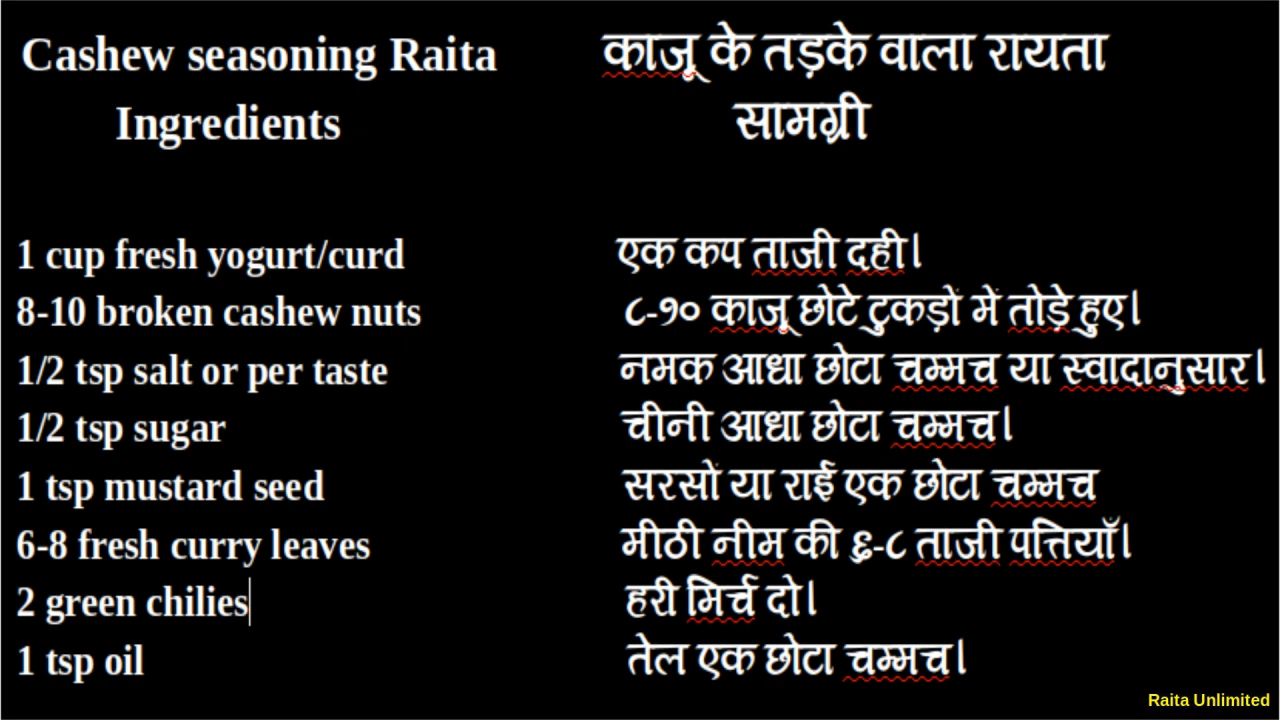 Cashew seasoning Raita
Ingredients
1 cup fresh yogurt/curd
8-10 broken cashew nuts
1/2 tsp salt or per taste
1/2 tsp sugar
1 tsp mustard seed
6-8 fresh curry leaves
2 green chilies
1 tsp oil
काजू के तड़के वाला रायता
सामग्री
एक कप ताजी दही।
८-१० काजू छोटे टुकड़ों में तोड़े हुए।
नमक आधा छोटा चम्मच या स्वादानुसार।
चीनी आधा छोटा चम्मच।
सरसों या राई एक छोटा चम्मच
मीठी नीम की ६-८ ताजी पत्तियाँ।
हरी मिर्च दो।
तेल एक छोटा चम्मच।
Raita Unlimited